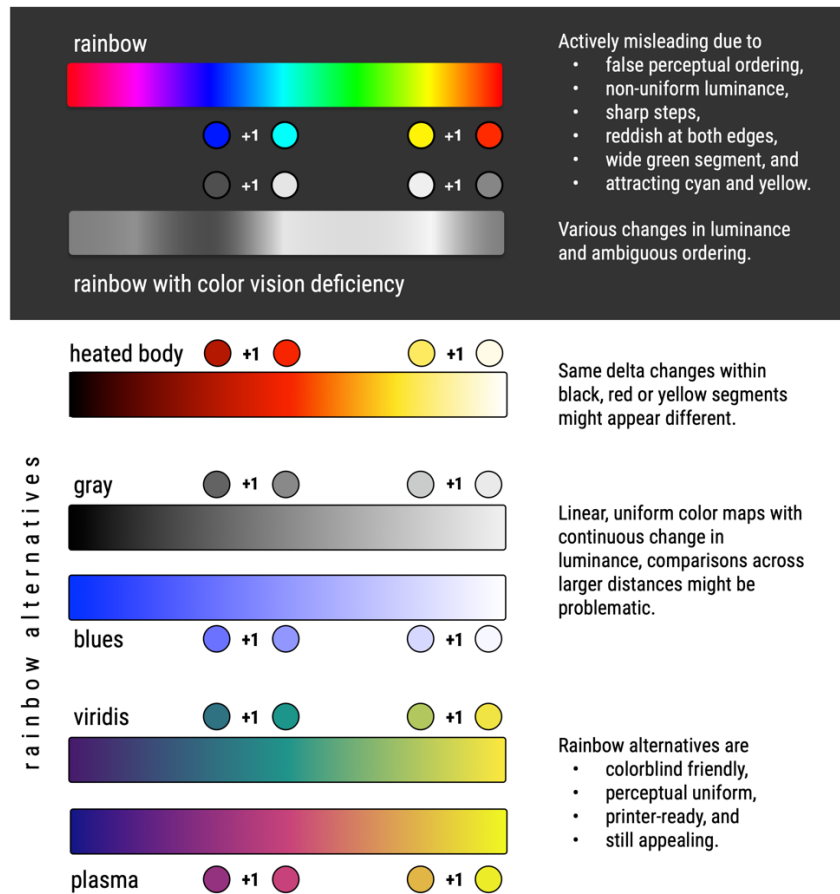 rainbow
+1 +1
+1 +1
rainbow with color vision deficiency
Actively misleading due to
• false perceptual ordering,
• non-uniform luminance,
• sharp steps,
• reddish at both edges,
• wide green segment, and
• attracting cyan and yellow.
Various changes in luminance
and ambiguous ordering.
rainbow alternatives
heated body +1 +1
Same delta changes within
black, red or yellow segments
might appear different.
gray +1 +1
blues +1 +1
Linear, uniform color maps with
continuous change in
luminance, comparisons across
larger distances might be
problematic.
viridis +1 +1
plasma +1 +1
Rainbow alternatives are
• colorblind friendly,
• perceptual uniform,
• printer-ready, and
• still appealing.